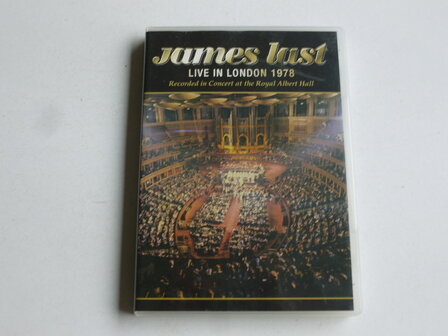 james last
LIVE IN LONDON 1978
Recorded in Concert at the Royal Albert Hall